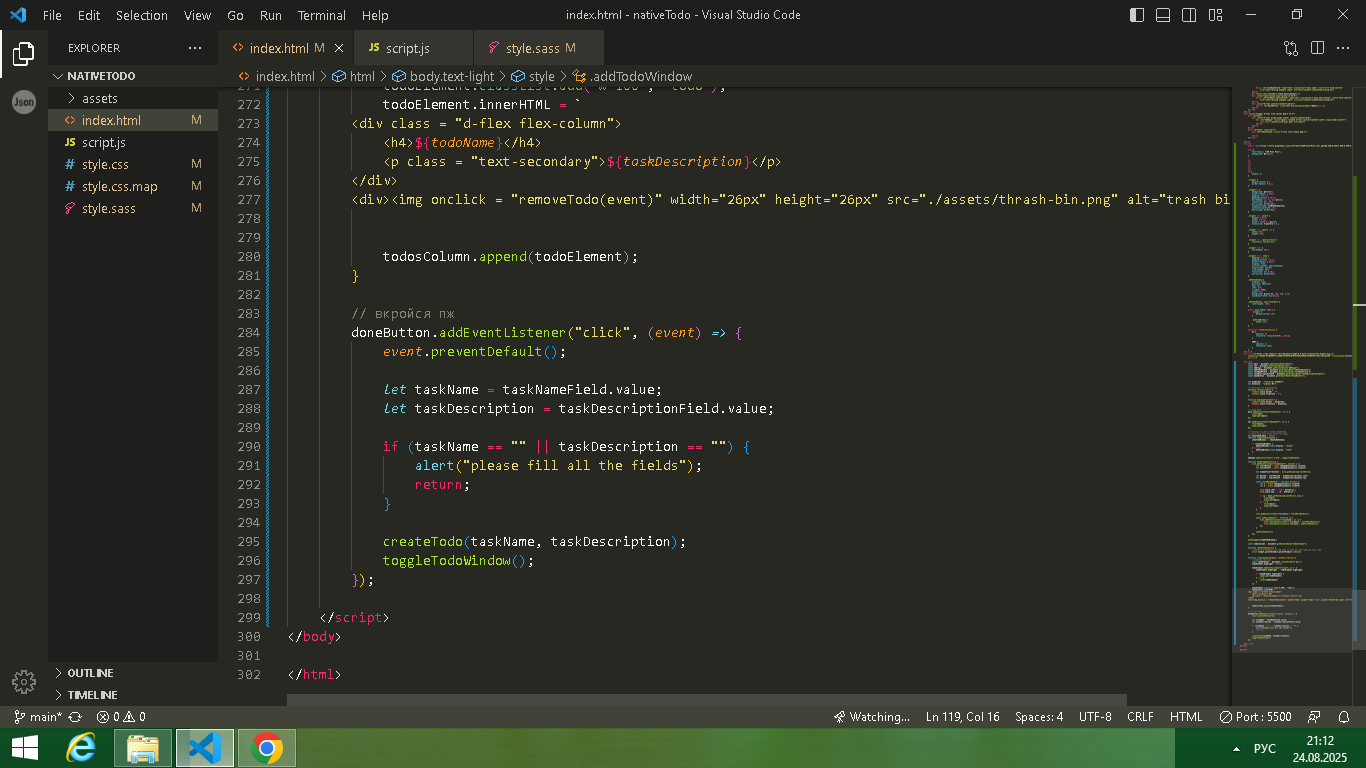 File Edit Selection View Go Run Terminal Help
index.html - nativeTodo - Visual Studio Code
EXPLORER
index.html M
JS script.js
style.sass M
NATIVETODO
index.html > html > body.text-light > style > .addTodoWindow
Json
assets
index.html M
JS script.js
# style.css M
# style.css.map M
style.sass M
OUTLINE
TIMELINE
271 todoElement.classList.add("w-100", "todo");
272 todoElement.innerHTML = `
273 <div class = "d-flex flex-column">
274 <h4>${todoName}</h4>
275 <p class = "text-secondary">${taskDescription}</p>
276 </div>
277 <div><img onclick = "removeTodo(event)" width="26px" height="26px" src="./assets/thrash-bin.png" alt="trash bi
278
279
280 todosColumn.append(todoElement);
281 }
282
283 // вкройся пж
284 doneButton.addEventListener("click", (event) => {
285 event.preventDefault();
286
287 let taskName = taskNameField.value;
288 let taskDescription = taskDescriptionField.value;
289
290 if (taskName == "" || taskDescription == "") {
291 alert("please fill all the fields");
292 return;
293 }
294
295 createTodo(taskName, taskDescription);
296 toggleTodoWindow();
297 });
298
299 </script>
300 </body>
301
302 </html>
main* 0 0
Watching... Ln 119, Col 16 Spaces: 4 UTF-8 CRLF HTML Port : 5500
РУС
21:12
24.08.2025